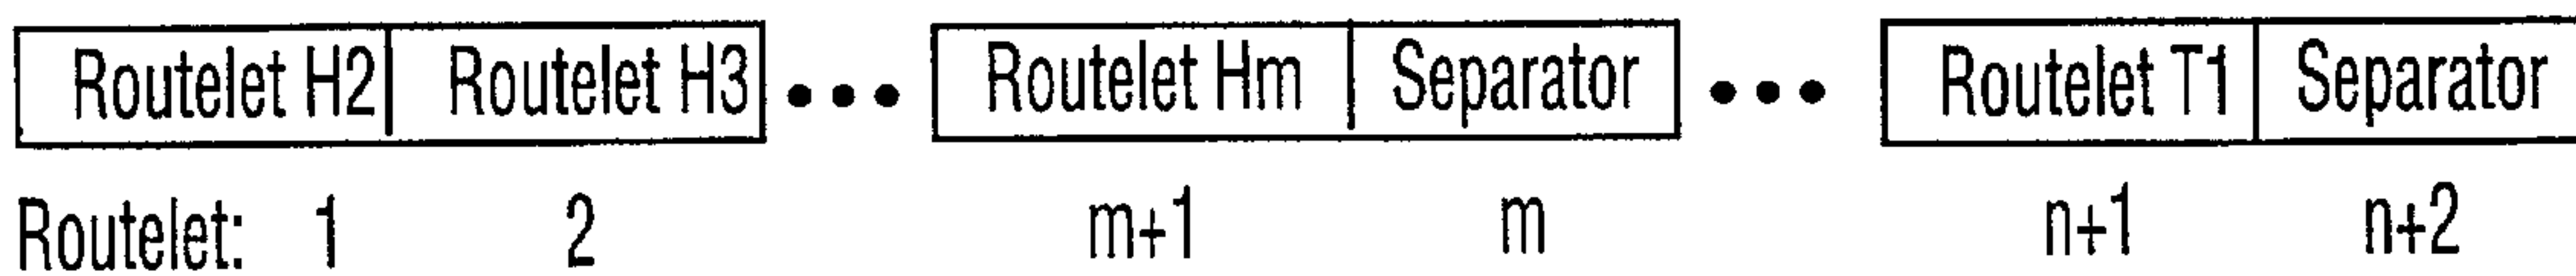 Routelet H2 Routelet H3 ••• Routelet Hm Separator ••• Routelet T1 Separator
Routelet: 1 2 m+1 m n+1 n+2